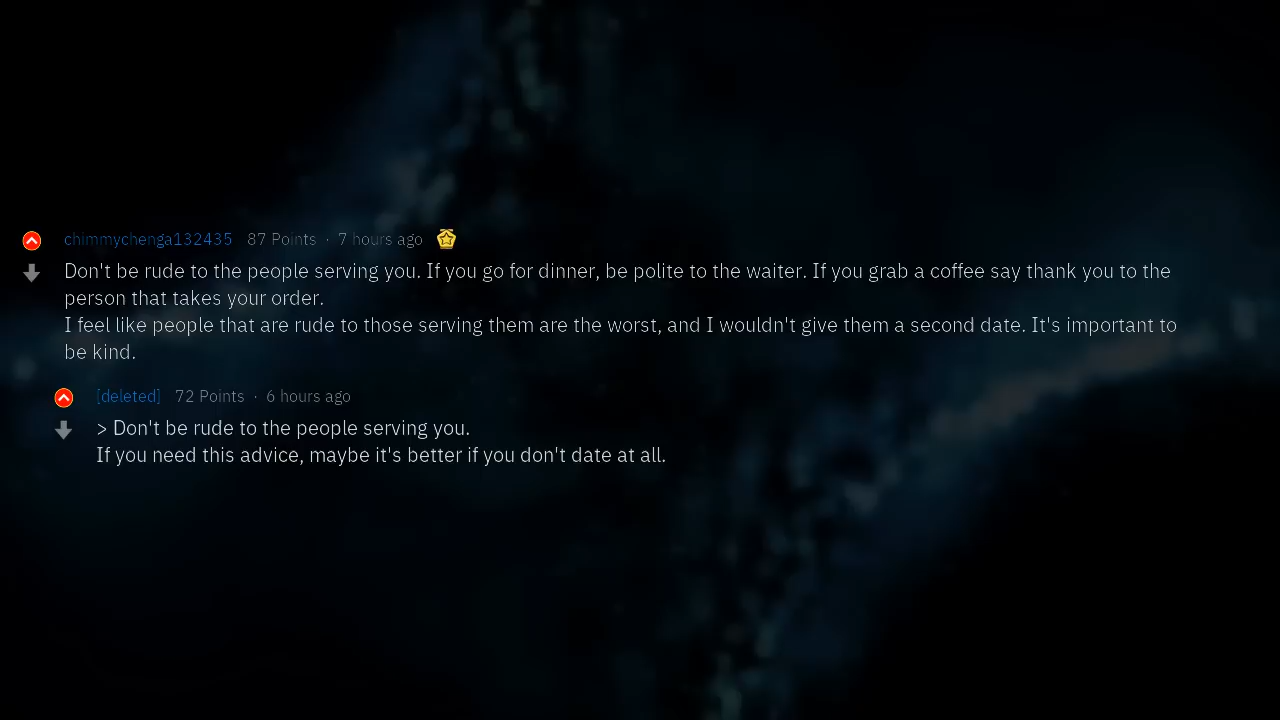 chimmychenga132435 87 Points · 7 hours ago
Don't be rude to the people serving you. If you go for dinner, be polite to the waiter. If you grab a coffee say thank you to the
person that takes your order.
I feel like people that are rude to those serving them are the worst, and I wouldn't give them a second date. It's important to
be kind.
[deleted] 72 Points · 6 hours ago
> Don't be rude to the people serving you.
If you need this advice, maybe it's better if you don't date at all.